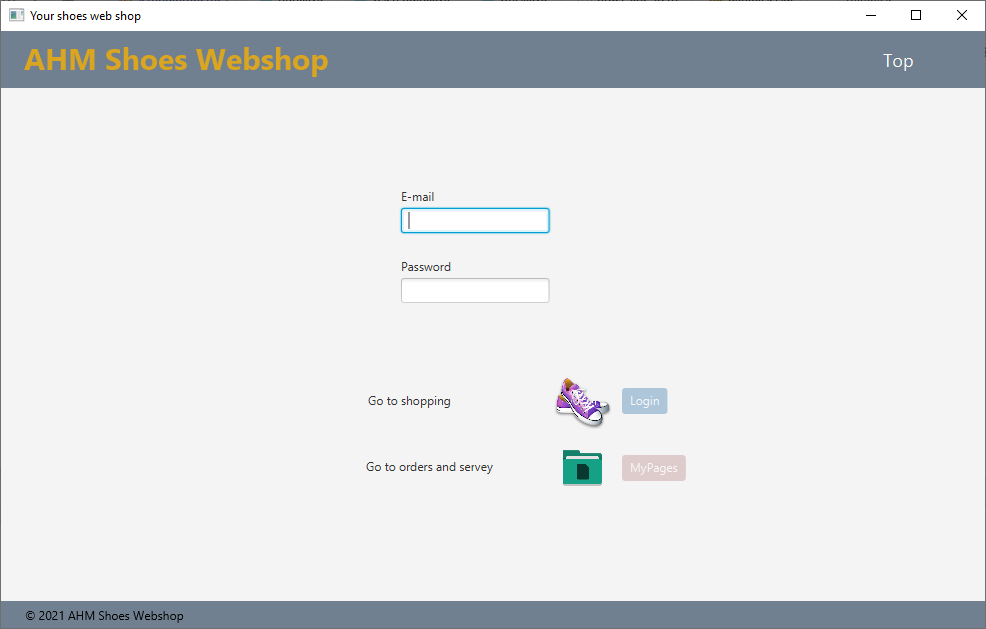 Your shoes web shop
AHM Shoes Webshop
Top
E-mail
Password
Go to shopping
Login
Go to orders and servey
MyPages
© 2021 AHM Shoes Webshop